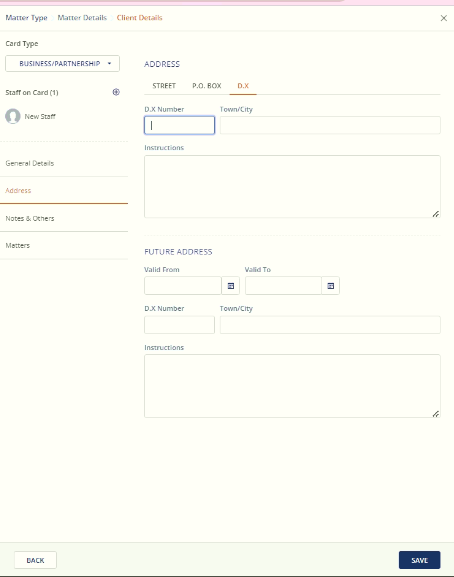 Matter Type Matter Details Client Details
Card Type
BUSINESS/PARTNERSHIP
Staff on Card (1)
New Staff
General Details
Address
Notes & Others
Matters
ADDRESS
STREET P.O. BOX D.X
D.X Number Town/City
Instructions
FUTURE ADDRESS
Valid From Valid To
D.X Number Town/City
Instructions
BACK SAVE